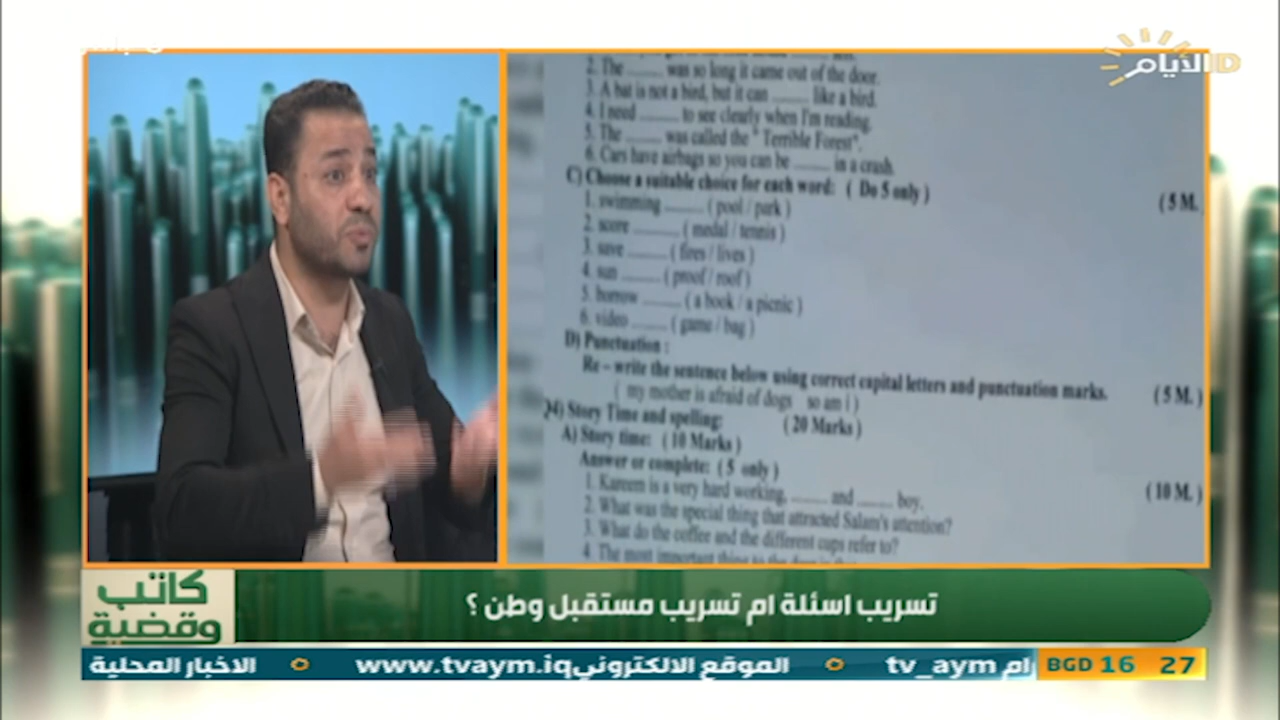 الأيام
2. The ........ was so long it came out of the door.
3. A bat is not a bird, but it can ........ like a bird.
4. I need ........ to see clearly when I'm reading.
5. The ........ was called the " Terrible Forest".
6. Cars have airbags so you can be ........ in a crash.
C) Choose a suitable choice for each word: ( Do 5 only ) ( 5 M.
1. swimming ........ ( pool / park )
2. score ........ ( medal / tennis )
3. save ........ ( fires / lives )
4. sun ........ ( proof / roof )
5. borrow ........ ( a book / a picnic )
6. video ........ ( game / bag )
D) Punctuation :
Re – write the sentence below using correct capital letters and punctuation marks. ( 5 M. )
( my mother is afraid of dogs so am i )
Q4) Story Time and spelling: ( 20 Marks )
A) Story time: ( 10 Marks )
Answer or complete: ( 5 only ) ( 10 M. )
1. Kareem is a very hard working, ........ and ........ boy.
2. What was the special thing that attracted Salam's attention?
3. What do the coffee and the different cups refer to?
4. The most important thing
كاتب وقضية
تسريب اسئلة ام تسريب مستقبل وطن ؟
الاخبار المحلية www.tvaym.iq الموقع الالكتروني tv_aym رام BGD 16 27